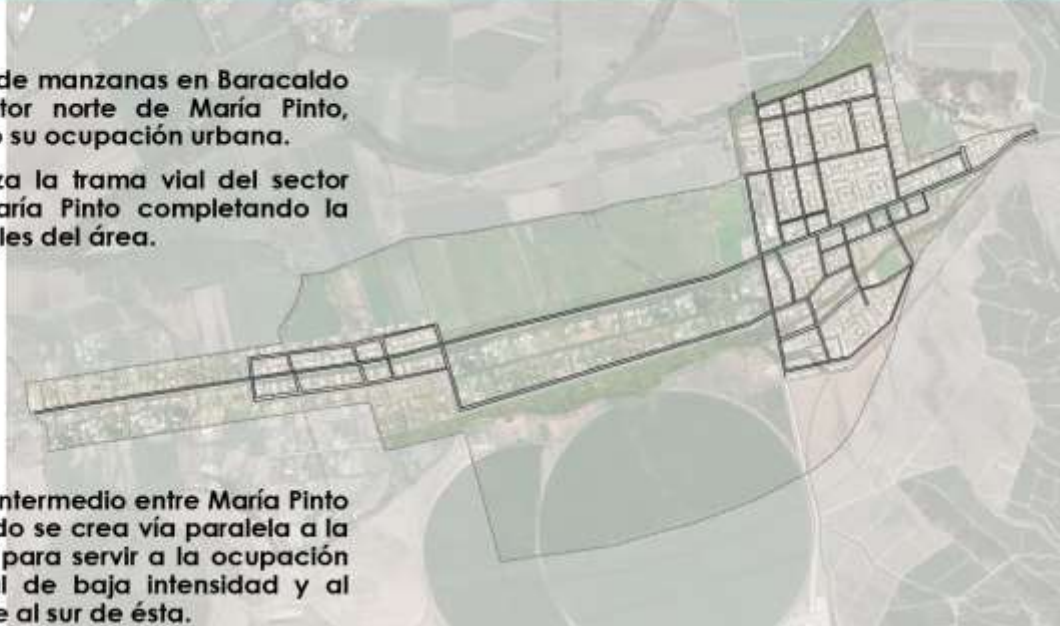 de manzanas en Baracaldo
tor norte de María Pinto,
o su ocupación urbana.
za la trama vial del sector
aría Pinto completando la
les del área.
intermedio entre María Pinto
do se crea vía paralela a la
para servir a la ocupación
al de baja intensidad y al
e al sur de ésta.